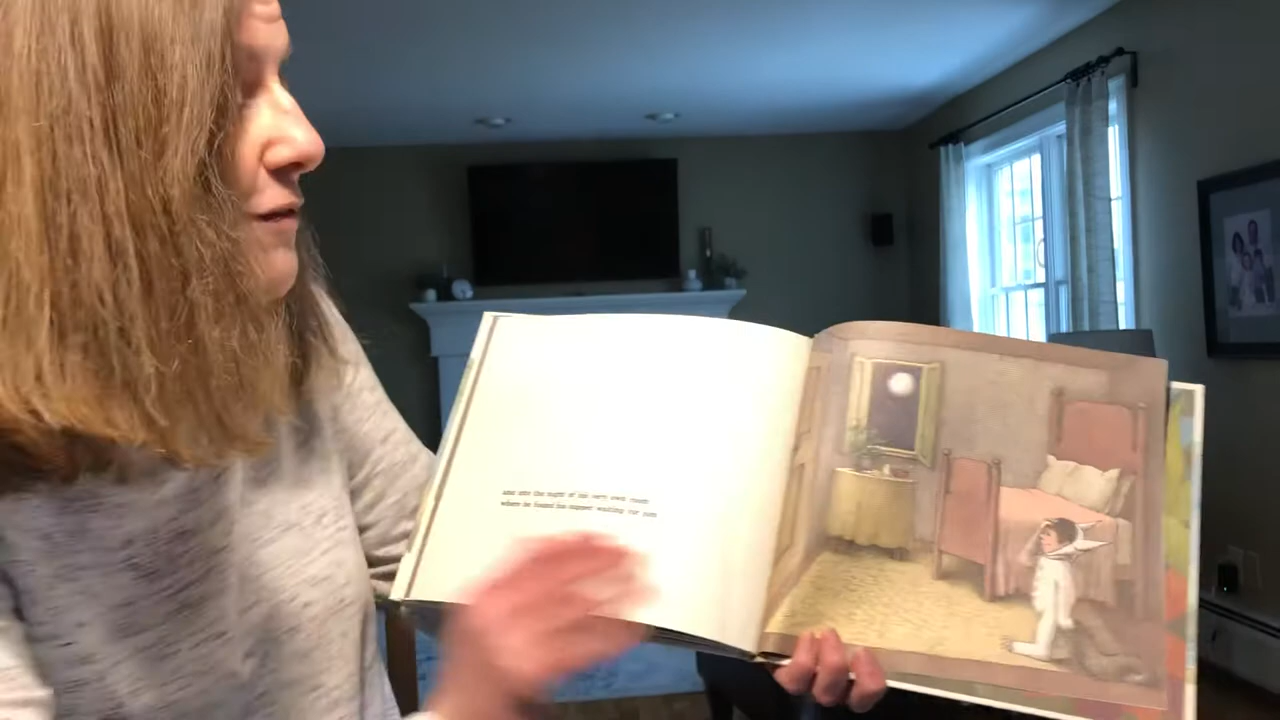 and into the night of his very own room
where he found his supper waiting for him